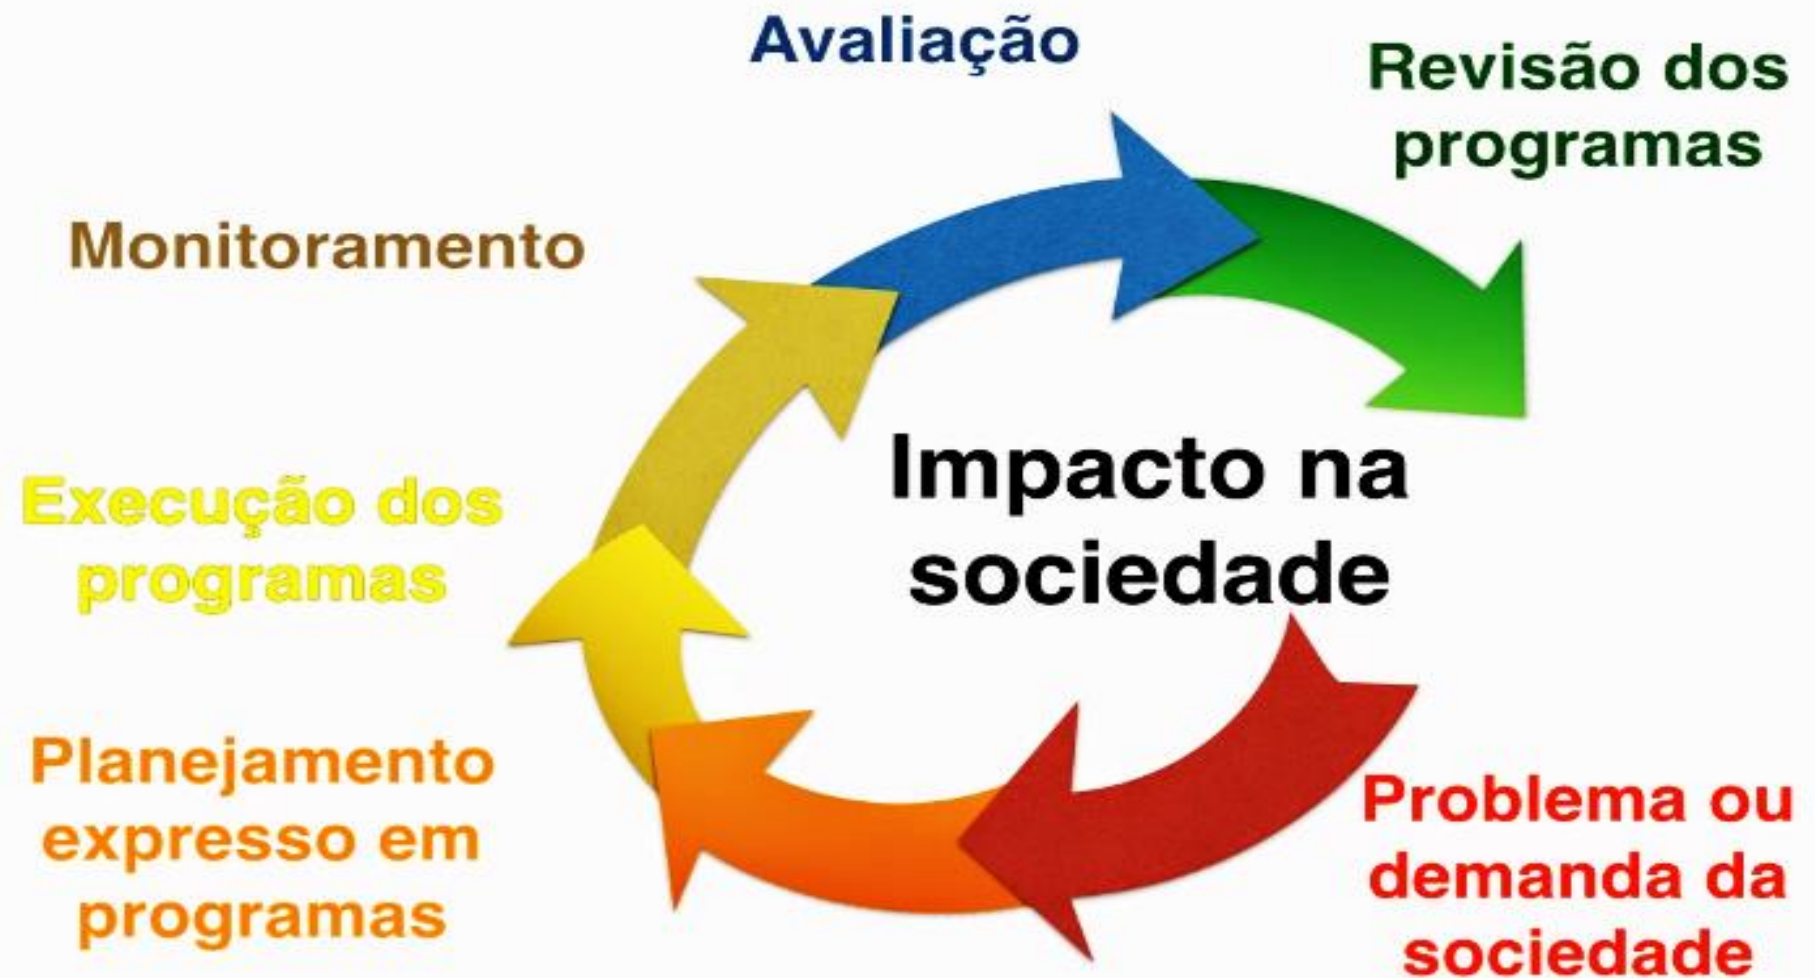 Avaliação
Revisão dos
programas
Monitoramento
Impacto na
sociedade
Execução dos
programas
Planejamento
expresso em
programas
Problema ou
demanda da
sociedade